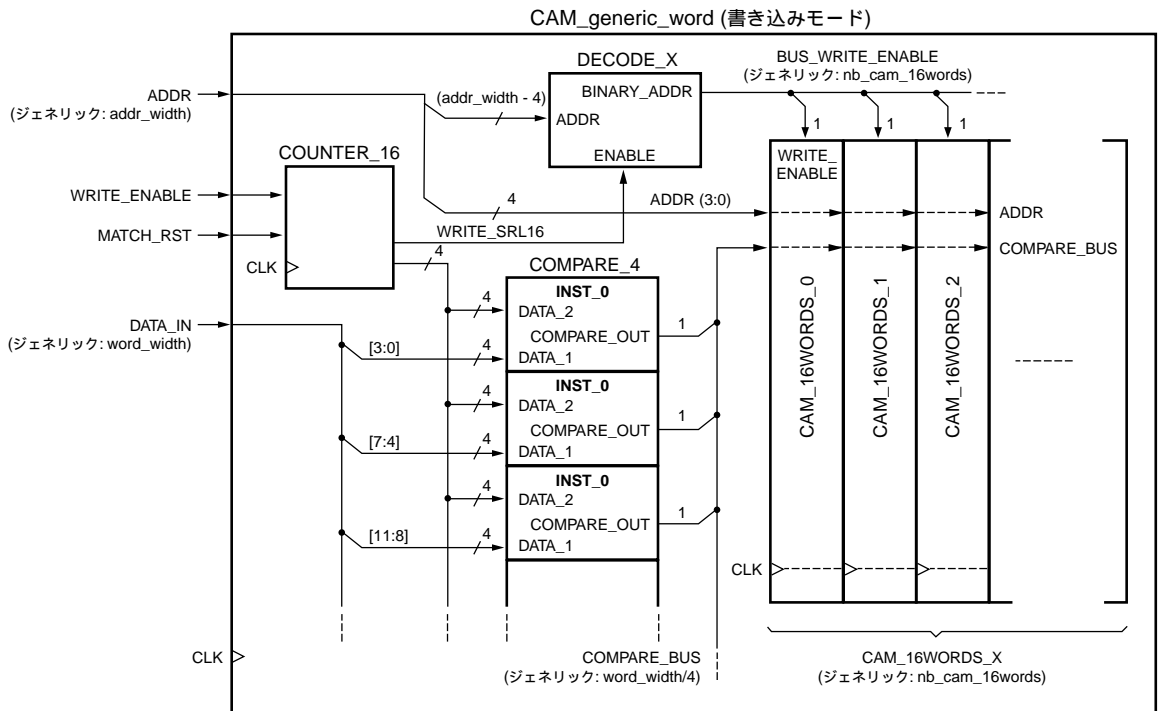 CAM_generic_word (書き込みモード)
DECODE_X
BUS_WRITE_ENABLE
(ジェネリック: nb_cam_16words)
ADDR
(ジェネリック: addr_width)
(addr_width - 4)
4
BINARY_ADDR
ADDR
ENABLE
1
1
1
COUNTER_16
WRITE_ENABLE
MATCH_RST
CLK
WRITE_SRL16
4
4
ADDR (3:0)
WRITE_
ENABLE
ADDR
COMPARE_BUS
CAM_16WORDS_0
CAM_16WORDS_1
CAM_16WORDS_2
CLK
DATA_IN
(ジェネリック: word_width)
COMPARE_4
INST_0
4
DATA_2
COMPARE_OUT
1
[3:0]
4
DATA_1
INST_0
4
DATA_2
COMPARE_OUT
1
[7:4]
4
DATA_1
INST_0
4
DATA_2
COMPARE_OUT
1
[11:8]
4
DATA_1
CLK
COMPARE_BUS
(ジェネリック: word_width/4)
CAM_16WORDS_X
(ジェネリック: nb_cam_16words)